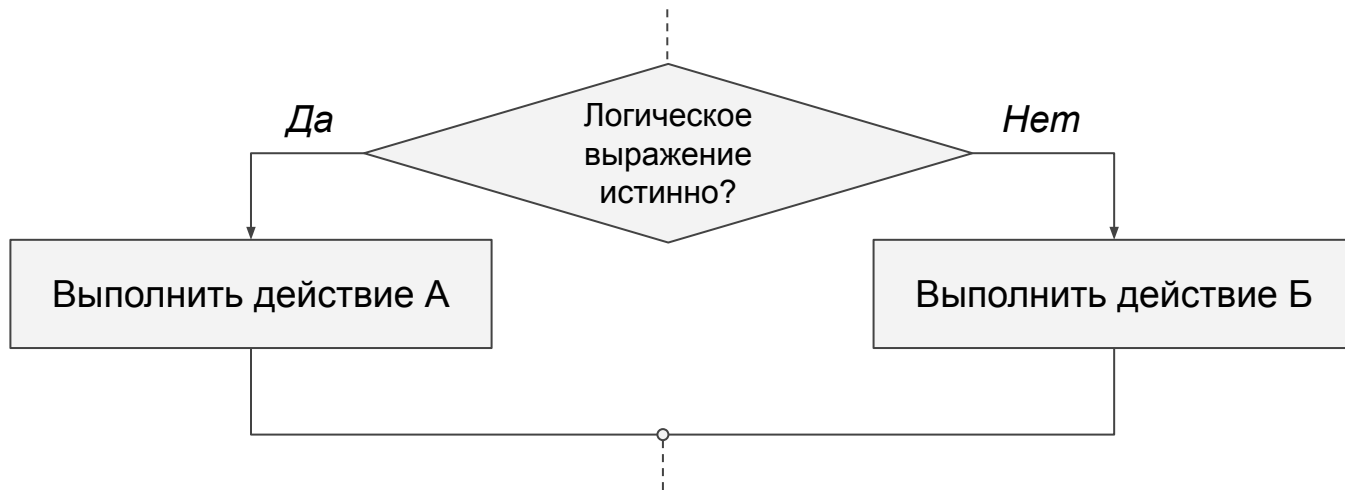 Да
Логическое
выражение
истинно?
Нет
Выполнить действие А
Выполнить действие Б